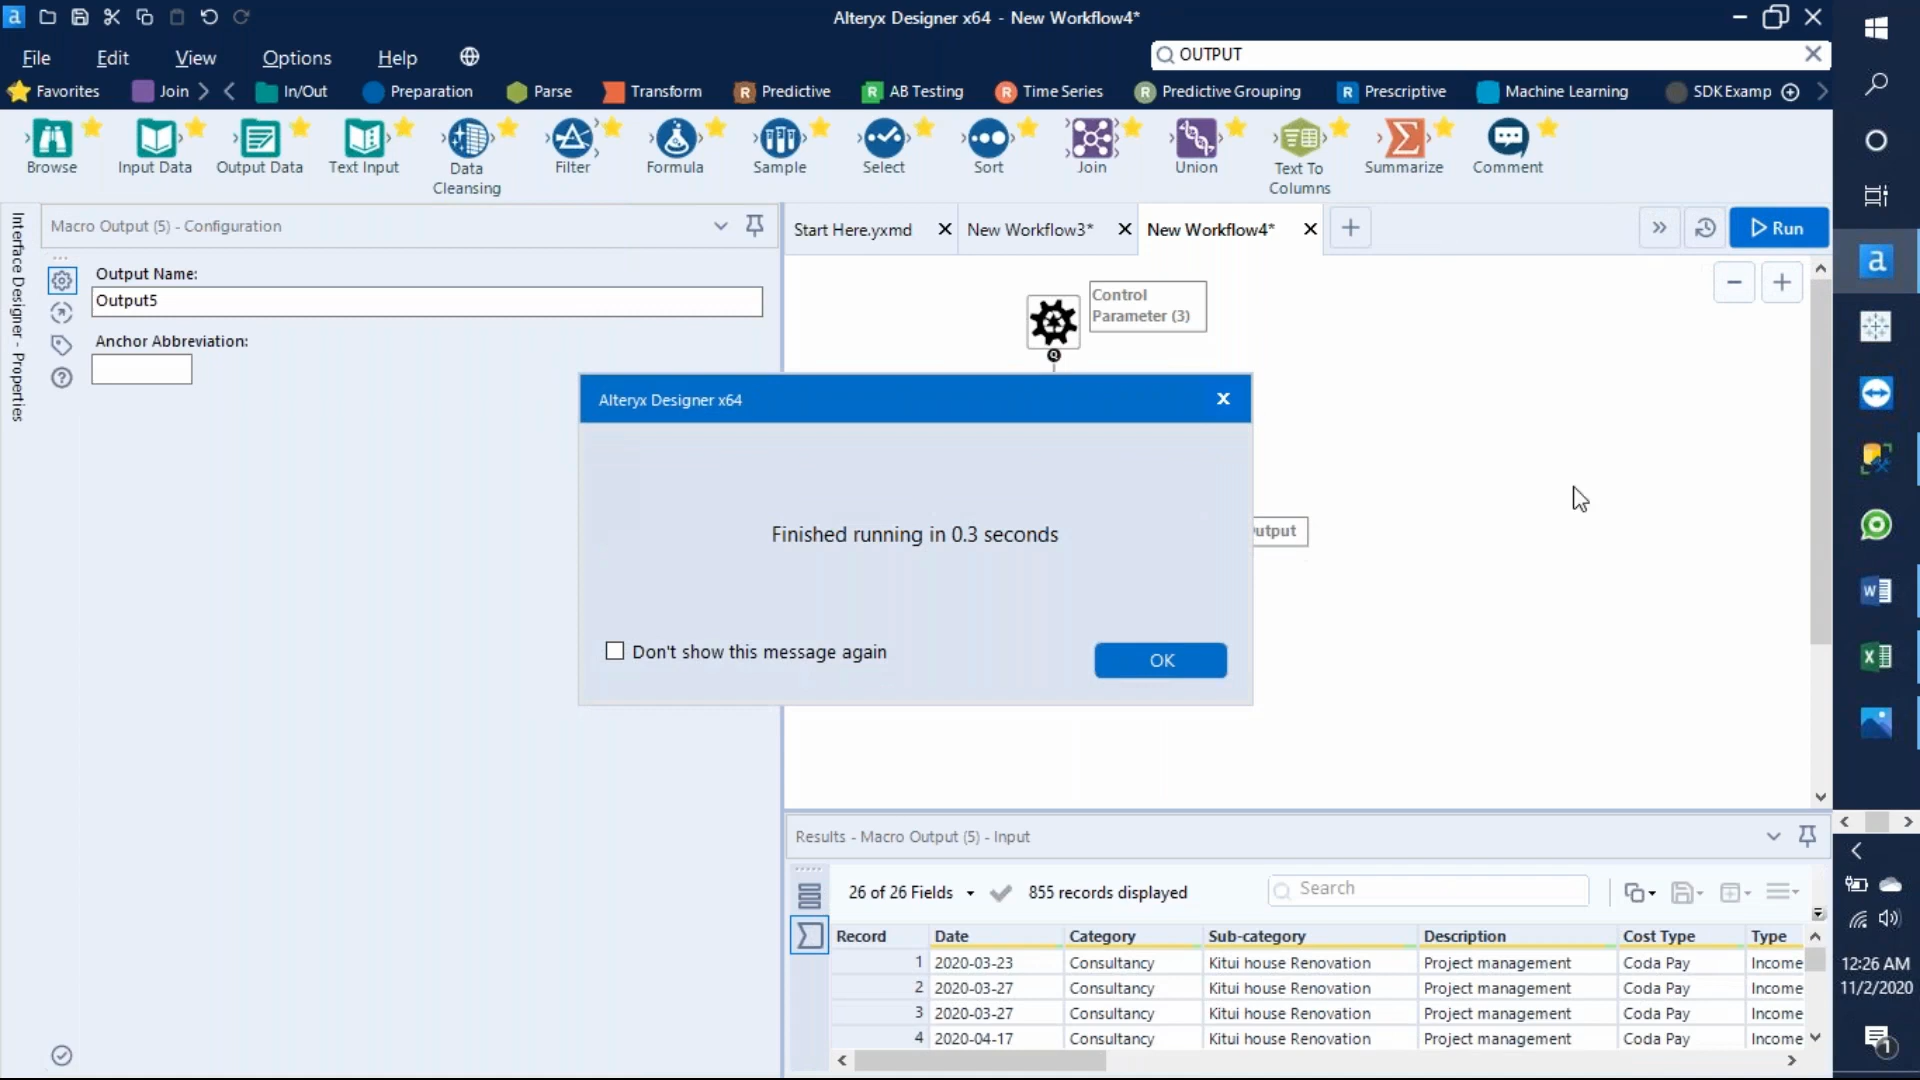 Alteryx Designer x64 - New Workflow4*
File Edit View Options Help
OUTPUT
Favorites Join In/Out Preparation Parse Transform Predictive AB Testing Time Series Predictive Grouping Prescriptive Machine Learning SDK Examp
Browse Input Data Output Data Text Input Data Cleansing Filter Formula Sample Select Sort Join Union Text To Columns Summarize Comment
Interface Designer - Properties
Macro Output (5) - Configuration
Output Name:
Output5
Anchor Abbreviation:
Start Here.yxmd New Workflow3* New Workflow4* Run
Control
Parameter (3)
Alteryx Designer x64
Finished running in 0.3 seconds
Don't show this message again
OK
utput
Results - Macro Output (5) - Input
26 of 26 Fields 855 records displayed Search
Record Date Category Sub-category Description Cost Type Type
1 2020-03-23 Consultancy Kitui house Renovation Project management Coda Pay Income
2 2020-03-27 Consultancy Kitui house Renovation Project management Coda Pay Income
3 2020-03-27 Consultancy Kitui house Renovation Project management Coda Pay Income
4 2020-04-17 Consultancy Kitui house Renovation Project management Coda Pay Income
12:26 AM
11/2/2020
1